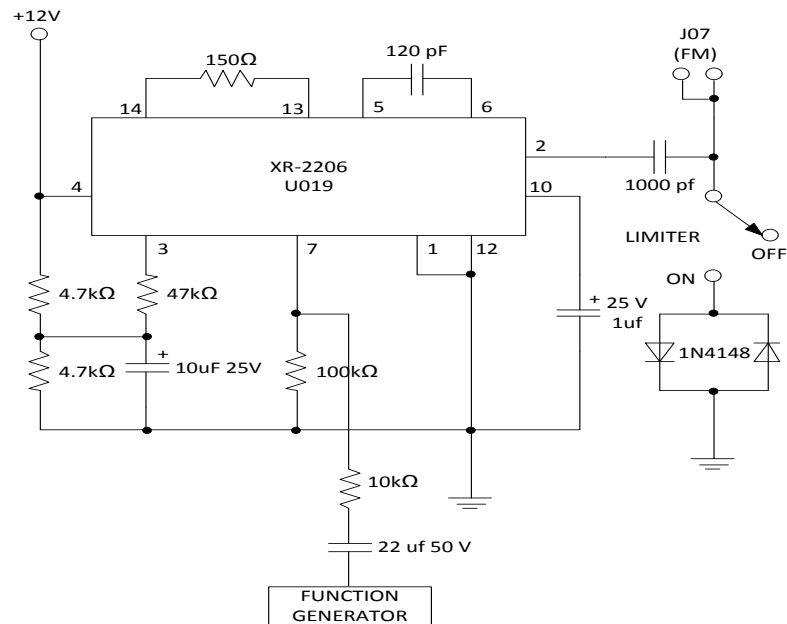 +12V
150Ω
120 pF
J07
(FM)
14
13
5
6
XR-2206
U019
2
4
10
1000 pf
3
7
1
12
LIMITER
OFF
ON
4.7kΩ
47kΩ
+ 25 V
1uf
1N4148
4.7kΩ
+
10uF 25V
100kΩ
10kΩ
22 uf 50 V
FUNCTION
GENERATOR